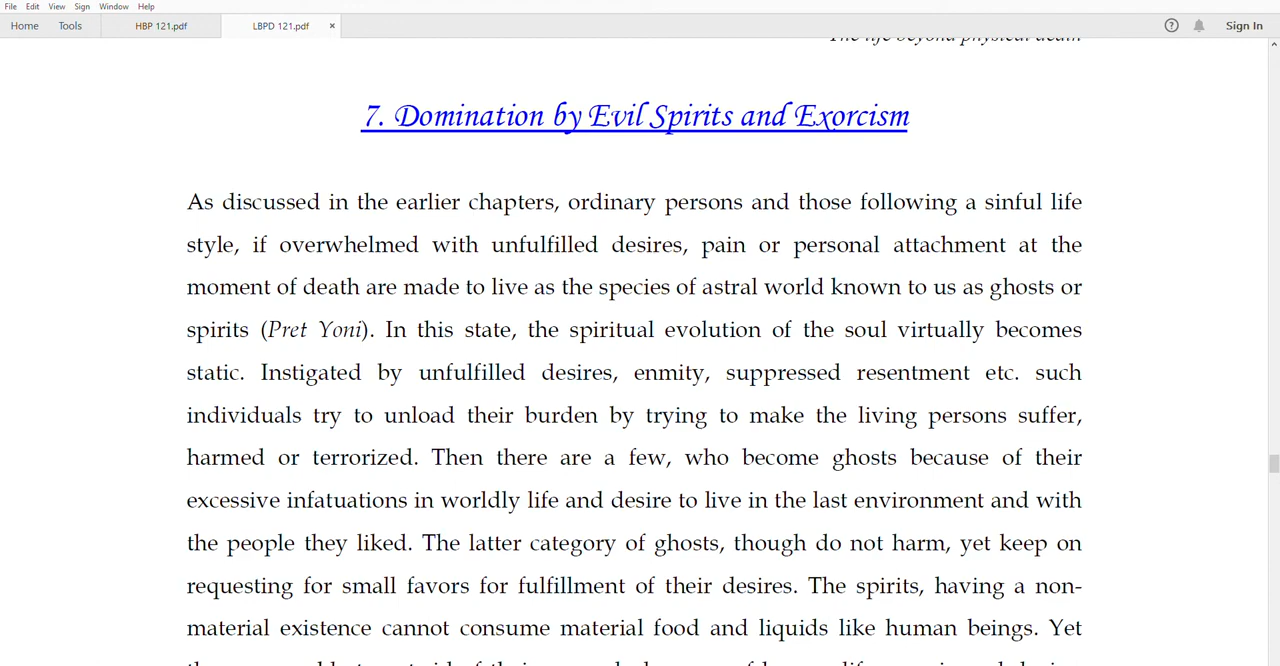 File Edit View Sign Window Help
Home Tools HBP 121.pdf LBPD 121.pdf × ? Sign In
The life beyond physical death
7. Domination by Evil Spirits and Exorcism
As discussed in the earlier chapters, ordinary persons and those following a sinful life
style, if overwhelmed with unfulfilled desires, pain or personal attachment at the
moment of death are made to live as the species of astral world known to us as ghosts or
spirits (Pret Yoni). In this state, the spiritual evolution of the soul virtually becomes
static. Instigated by unfulfilled desires, enmity, suppressed resentment etc. such
individuals try to unload their burden by trying to make the living persons suffer,
harmed or terrorized. Then there are a few, who become ghosts because of their
excessive infatuations in worldly life and desire to live in the last environment and with
the people they liked. The latter category of ghosts, though do not harm, yet keep on
requesting for small favors for fulfillment of their desires. The spirits, having a non-
material existence cannot consume material food and liquids like human beings. Yet